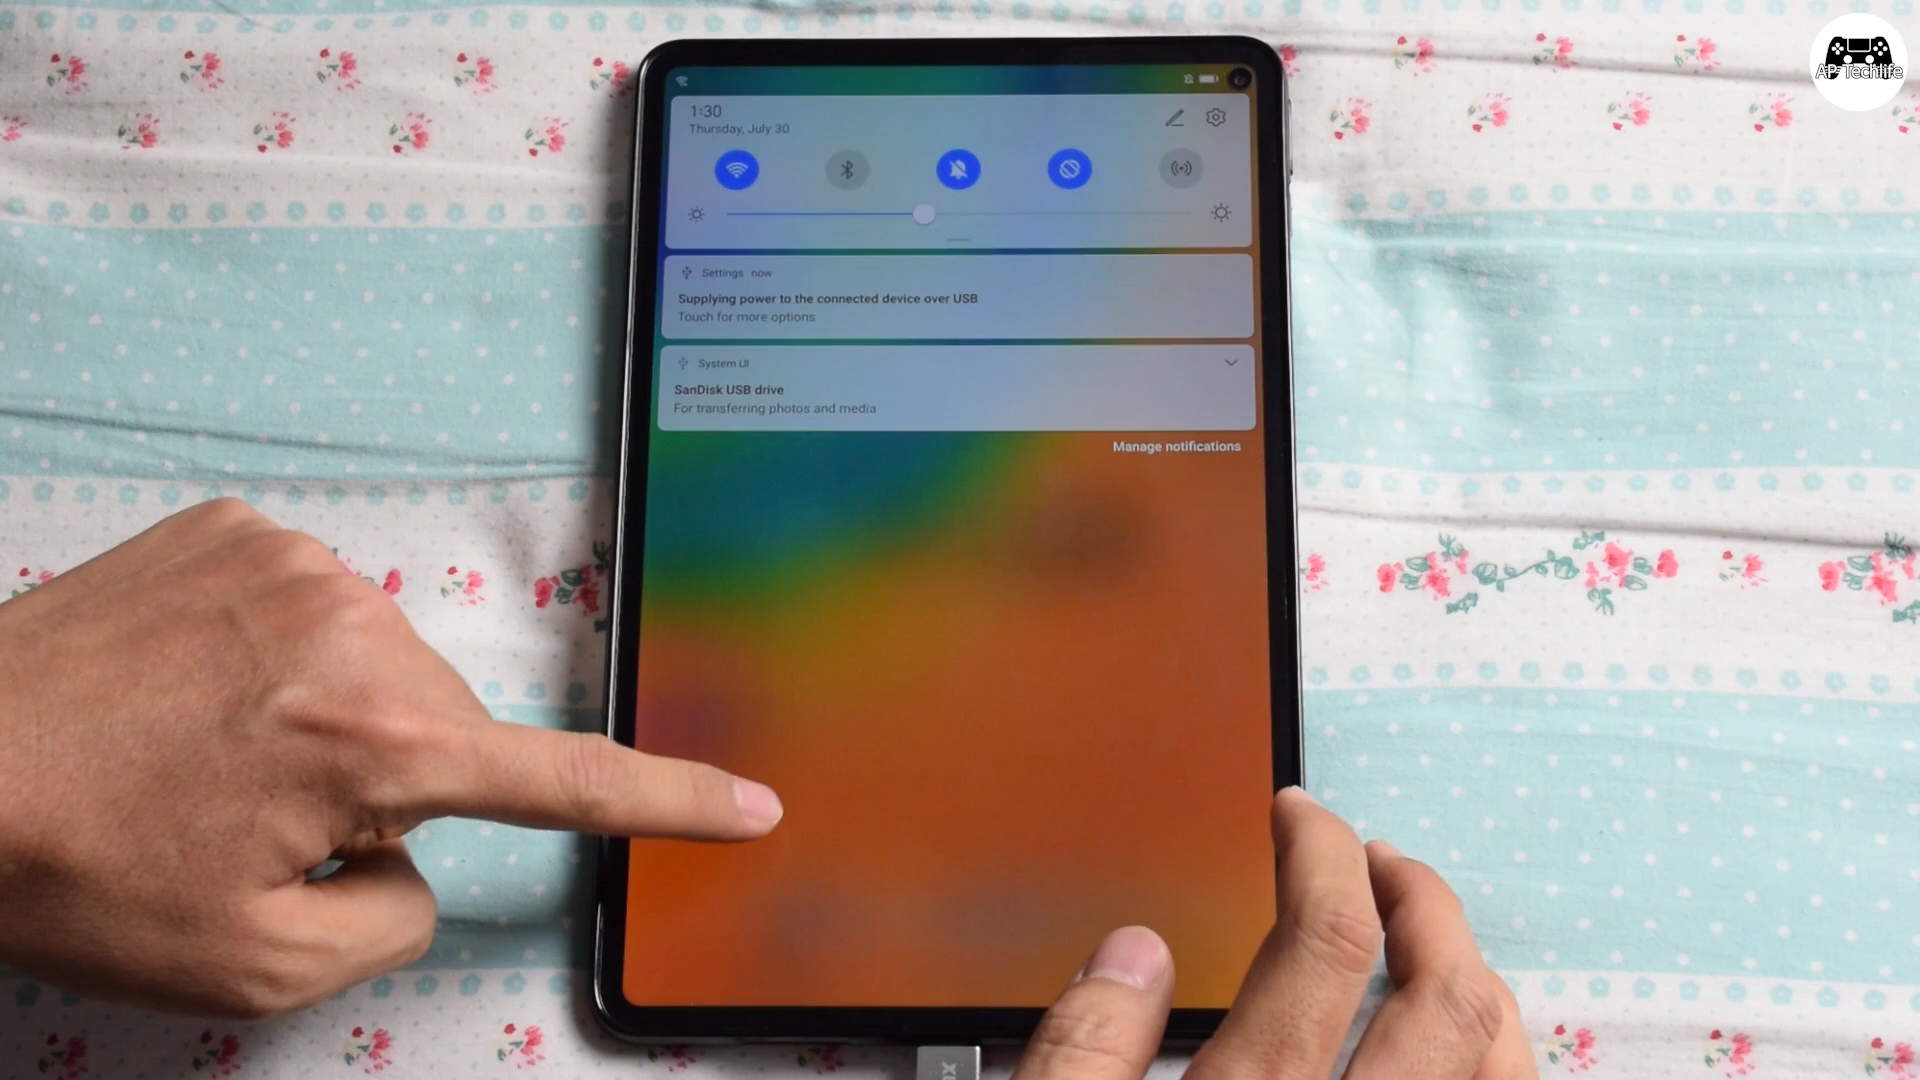 AP-Techlife
1:30
Thursday, July 30
Settings now
Supplying power to the connected device over USB
Touch for more options
System UI
SanDisk USB drive
For transferring photos and media
Manage notifications